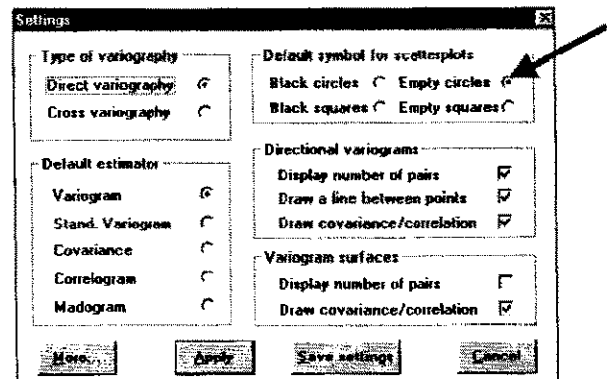 Settings
Type of variography
Direct variography
Cross variography
Default estimator
Variogram
Stand. Variogram
Covariance
Correlogram
Madogram
Default symbol for scatterplots
Black circles Empty circles
Black squares Empty squares
Directional variograms
Display number of pairs
Draw a line between points
Draw covariance/correlation
Variogram surfaces
Display number of pairs
Draw covariance/correlation
More... Apply Save settings Cancel